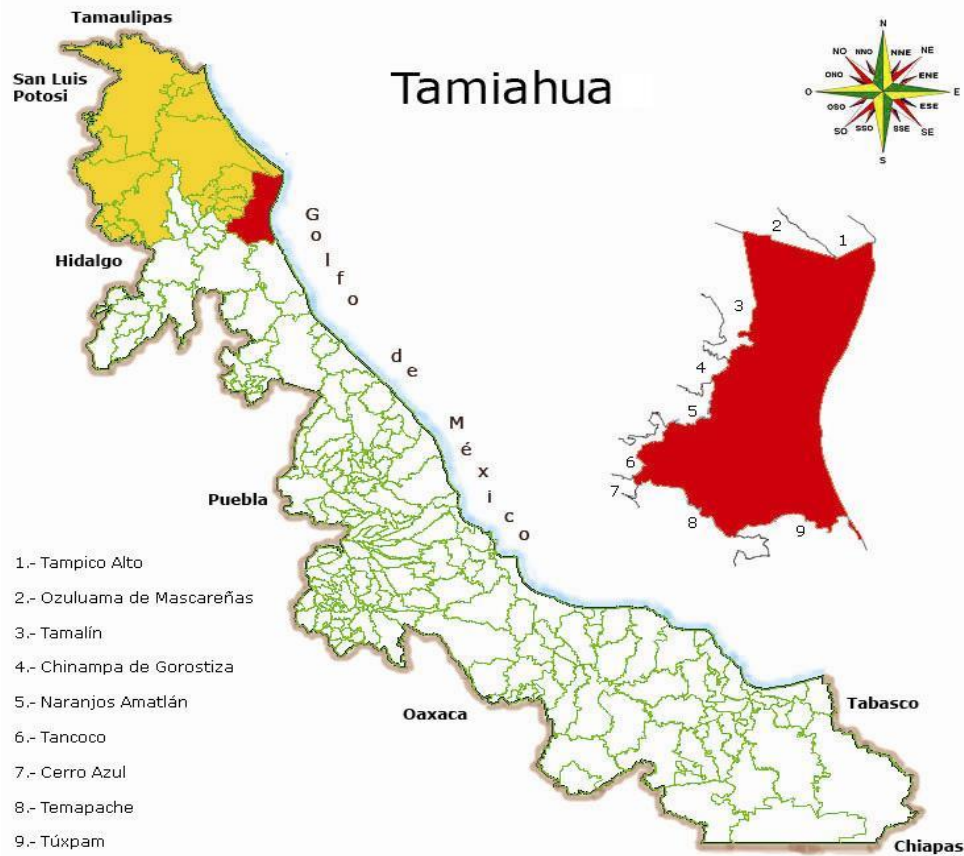 Tamaulipas
San Luis
Potosi
Tamiahua
N
NNO NNE
NO NE
ONO ENE
O E
OSO ESE
SO SSO SSE SE
S
Golfo de México
Hidalgo
Puebla
Oaxaca
Tabasco
Chiapas
2
1
3
4
5
6
7
8
9
1.- Tampico Alto
2.- Ozuluama de Mascareñas
3.- Tamalín
4.- Chinampa de Gorostiza
5.- Naranjos Amatlán
6.- Tancoco
7.- Cerro Azul
8.- Temapache
9.- Túxpam